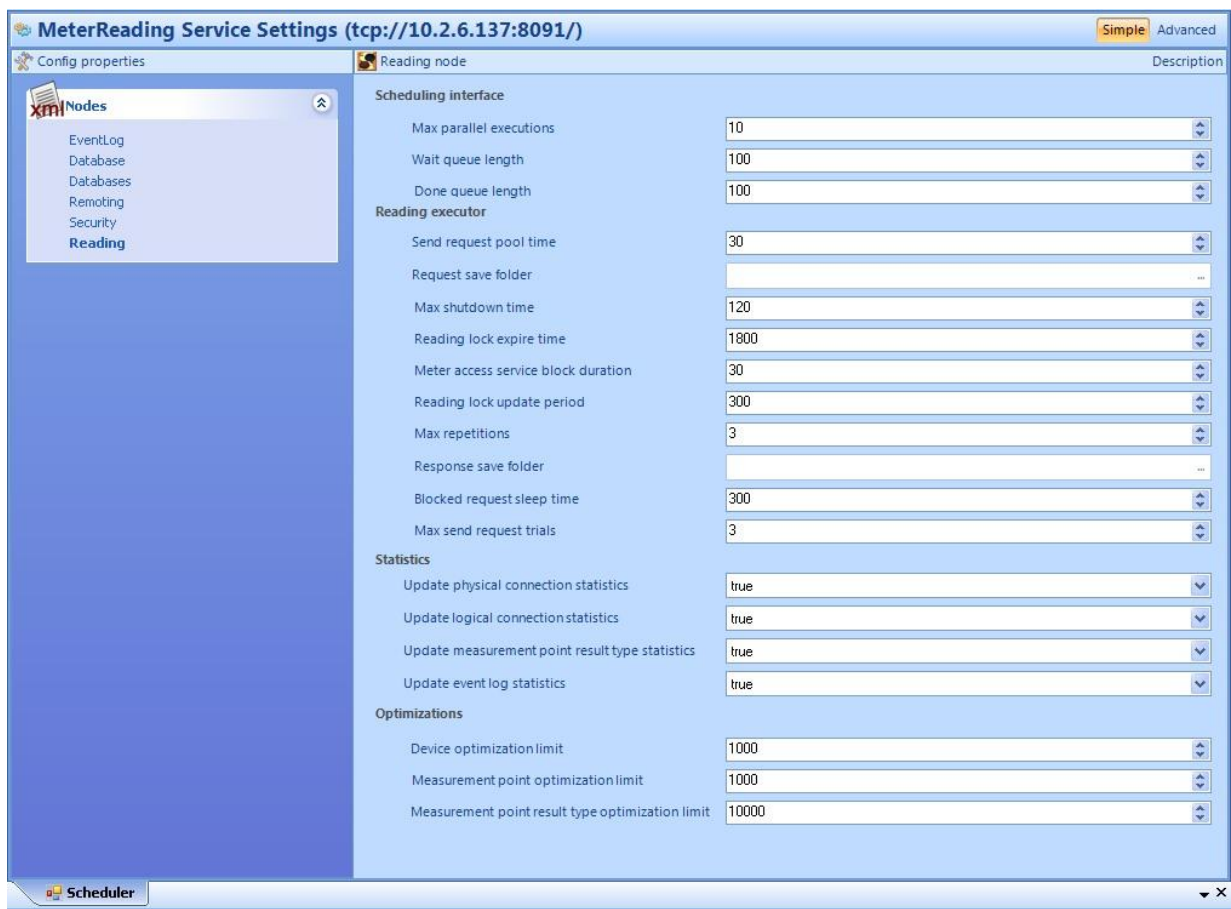 MeterReading Service Settings (tcp://10.2.6.137:8091/) Simple Advanced
Config properties
Reading node Description
xml Nodes
EventLog
Database
Databases
Remoting
Security
Reading
Scheduling interface
Max parallel executions 10
Wait queue length 100
Done queue length 100
Reading executor
Send request pool time 30
Request save folder ...
Max shutdown time 120
Reading lock expire time 1800
Meter access service block duration 30
Reading lock update period 300
Max repetitions 3
Response save folder ...
Blocked request sleep time 300
Max send request trials 3
Statistics
Update physical connection statistics true
Update logical connection statistics true
Update measurement point result type statistics true
Update event log statistics true
Optimizations
Device optimization limit 1000
Measurement point optimization limit 1000
Measurement point result type optimization limit 10000
Scheduler